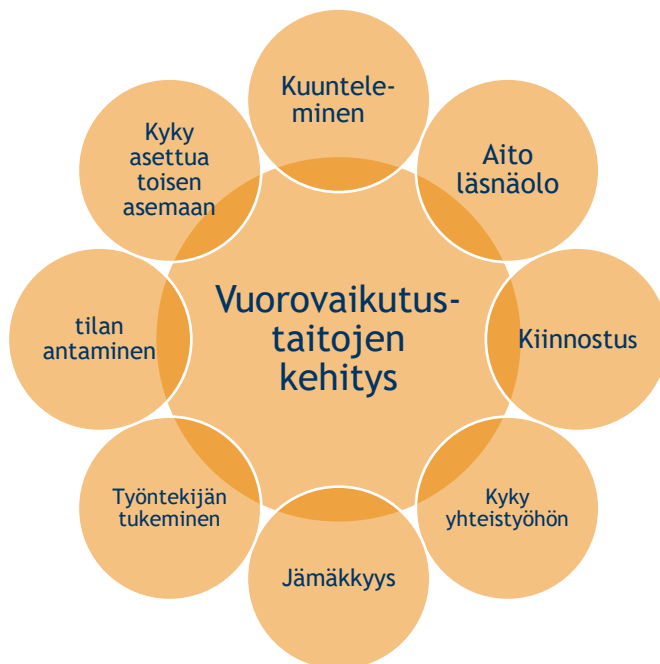 Kuuntele-
minen
Aito
läsnäolo
Kiinnostus
Kyky
yhteistyöhön
Jämäkkyys
Työntekijän
tukeminen
tilan
antaminen
Kyky
asettua
toisen
asemaan
Vuorovaikutus-
taitojen
kehitys